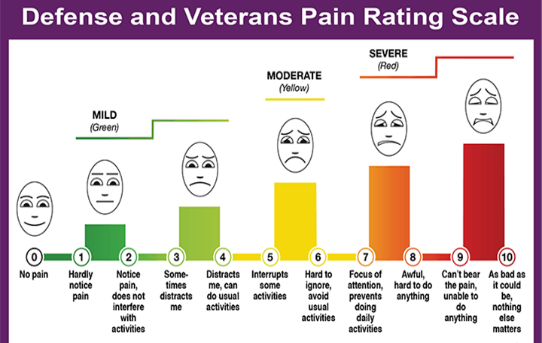 Defense and Veterans Pain Rating Scale
SEVERE
(Red)
MODERATE
(Yellow)
MILD
(Green)
0 1 2 3 4 5 6 7 8 9 10
No pain
Hardly
notice
pain
Notice
pain,
does not
interfere
with
activities
Some-
times
distracts
me
Distracts
me, can
do usual
activities
Interrupts
some
activities
Hard to
ignore,
avoid
usual
activities
Focus of
attention,
prevents
doing
daily
activities
Awful,
hard to do
anything
Can't bear
the pain,
unable to
do
anything
As bad as
it could
be,
nothing
else
matters